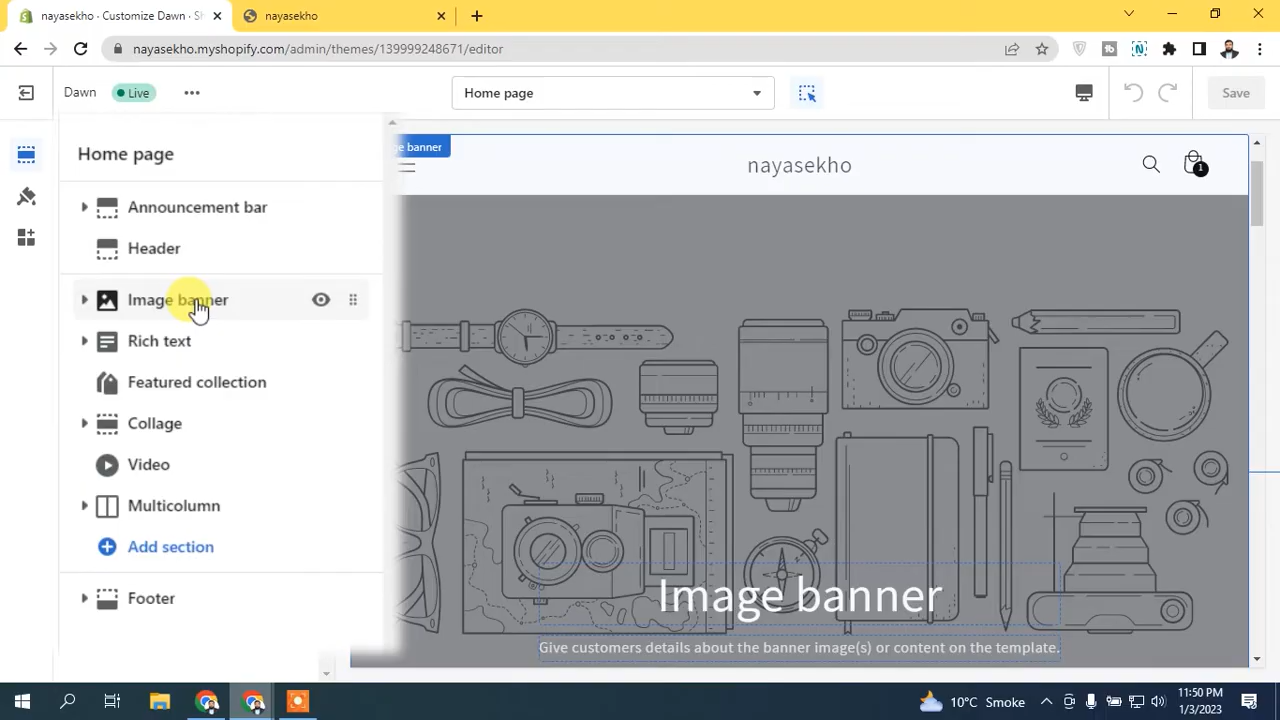 nayasekho · Customize Dawn · Sh
nayasekho
nayasekho.myshopify.com/admin/themes/139999248671/editor
Dawn
Live
Home page
Save
Home page
ge banner
nayasekho
1
Announcement bar
Header
Image banner
Rich text
Featured collection
Collage
Video
Multicolumn
Add section
Footer
Image banner
Give customers details about the banner image(s) or content on the template.
10°C Smoke
11:50 PM
1/3/2023